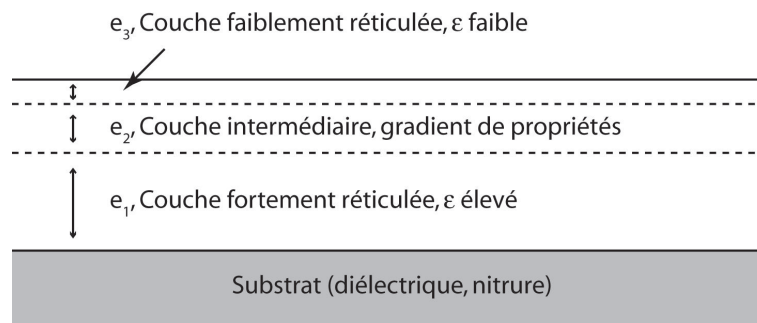 e₃, Couche faiblement réticulée, ε faible
e₂, Couche intermédiaire, gradient de propriétés
e₁, Couche fortement réticulée, ε élevé
Substrat (diélectrique, nitrure)